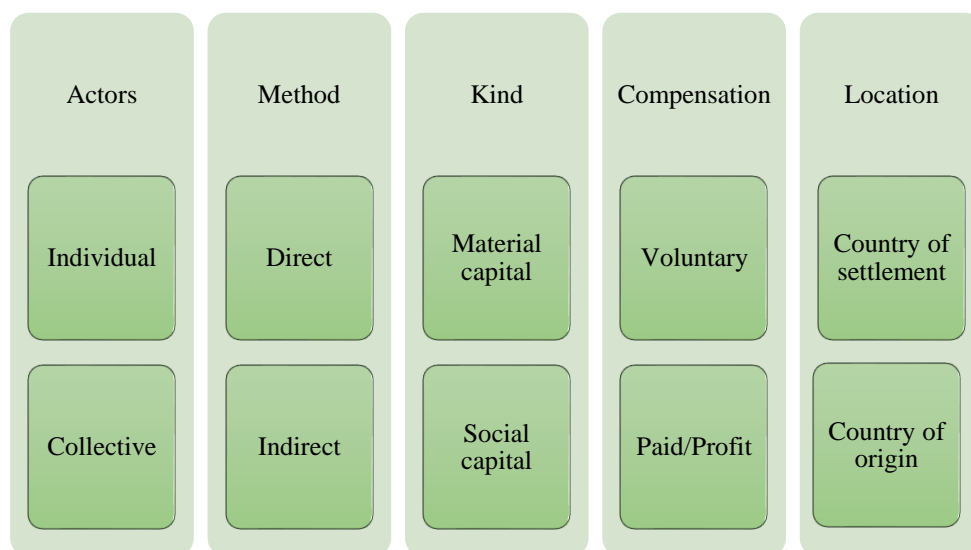 Actors
Individual
Collective
Method
Direct
Indirect
Kind
Material
capital
Social
capital
Compensation
Voluntary
Paid/Profit
Location
Country of
settlement
Country of
origin